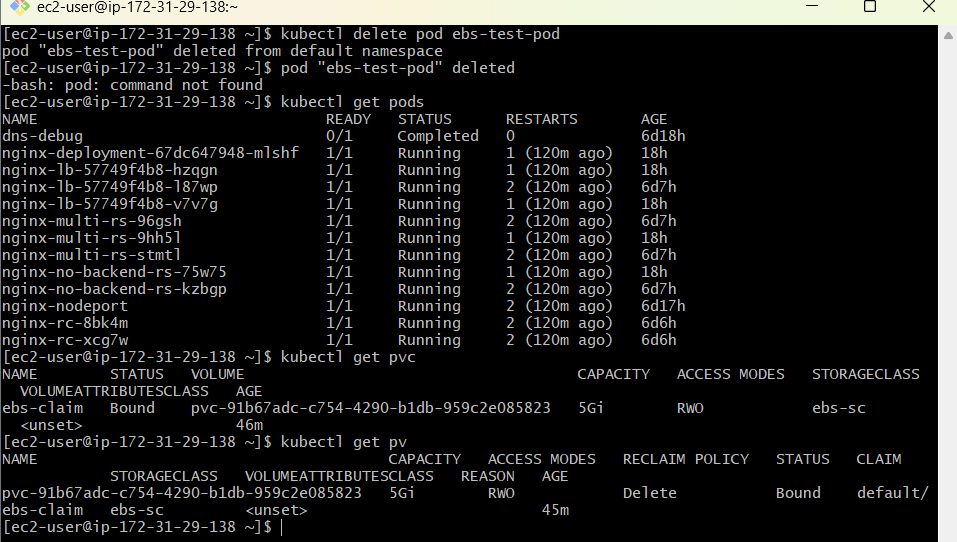 ec2-user@ip-172-31-29-138:~
[ec2-user@ip-172-31-29-138 ~]$ kubectl delete pod ebs-test-pod
pod "ebs-test-pod" deleted from default namespace
[ec2-user@ip-172-31-29-138 ~]$ pod "ebs-test-pod" deleted
-bash: pod: command not found
[ec2-user@ip-172-31-29-138 ~]$ kubectl get pods
NAME                                READY   STATUS      RESTARTS       AGE
dns-debug                           0/1     Completed   0              6d18h
nginx-deployment-67dc647948-mlshf   1/1     Running     1 (120m ago)   18h
nginx-lb-57749f4b8-hzqgn            1/1     Running     1 (120m ago)   18h
nginx-lb-57749f4b8-l87wp            1/1     Running     2 (120m ago)   6d7h
nginx-lb-57749f4b8-v7v7g            1/1     Running     1 (120m ago)   18h
nginx-multi-rs-96gsh                1/1     Running     2 (120m ago)   6d7h
nginx-multi-rs-9hh5l                1/1     Running     1 (120m ago)   18h
nginx-multi-rs-stmtl                1/1     Running     2 (120m ago)   6d7h
nginx-no-backend-rs-75w75           1/1     Running     1 (120m ago)   18h
nginx-no-backend-rs-kzbgp           1/1     Running     2 (120m ago)   6d7h
nginx-nodeport                      1/1     Running     2 (120m ago)   6d17h
nginx-rc-8bk4m                      1/1     Running     2 (120m ago)   6d6h
nginx-rc-xcg7w                      1/1     Running     2 (120m ago)   6d6h
[ec2-user@ip-172-31-29-138 ~]$ kubectl get pvc
NAME        STATUS   VOLUME                                     CAPACITY   ACCESS MODES   STORAGECLASS
  VOLUMEATTRIBUTESCLASS   AGE
ebs-claim   Bound    pvc-91b67adc-c754-4290-b1db-959c2e085823   5Gi        RWO            ebs-sc
  <unset>                 46m
[ec2-user@ip-172-31-29-138 ~]$ kubectl get pv
NAME                                       CAPACITY   ACCESS MODES   RECLAIM POLICY   STATUS   CLAIM
            STORAGECLASS   VOLUMEATTRIBUTESCLASS   REASON   AGE
pvc-91b67adc-c754-4290-b1db-959c2e085823   5Gi        RWO            Delete           Bound    default/
ebs-claim   ebs-sc         <unset>                          45m
[ec2-user@ip-172-31-29-138 ~]$